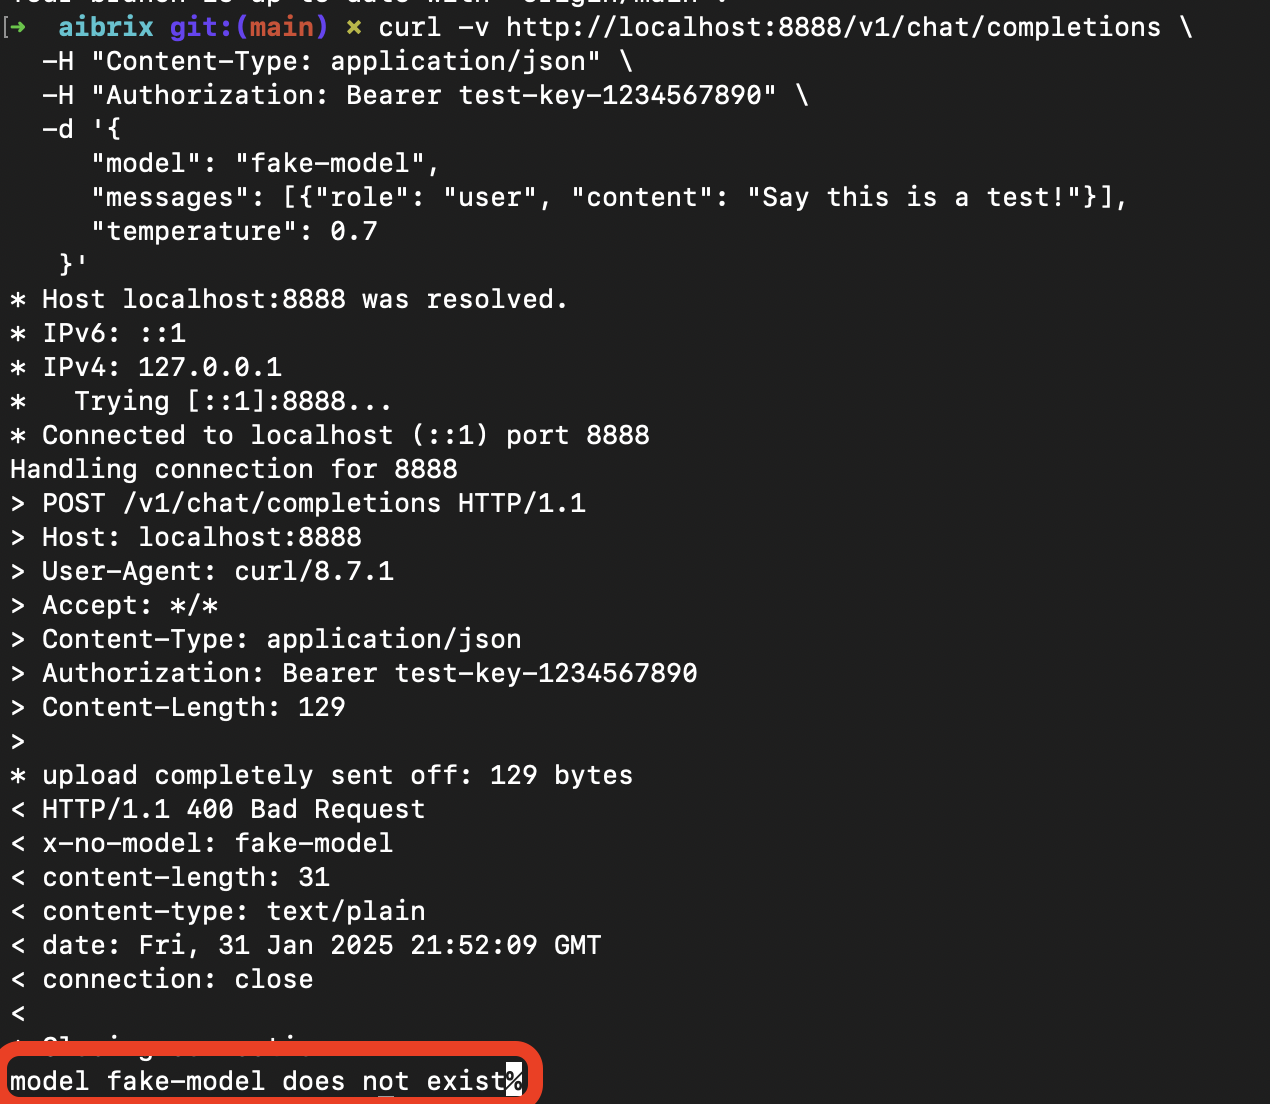 ➜  aibrix git:(main) ✗ curl -v http://localhost:8888/v1/chat/completions \
  -H "Content-Type: application/json" \
  -H "Authorization: Bearer test-key-1234567890" \
  -d '{
     "model": "fake-model",
     "messages": [{"role": "user", "content": "Say this is a test!"}],
     "temperature": 0.7
   }'
* Host localhost:8888 was resolved.
* IPv6: ::1
* IPv4: 127.0.0.1
*   Trying [::1]:8888...
* Connected to localhost (::1) port 8888
Handling connection for 8888
> POST /v1/chat/completions HTTP/1.1
> Host: localhost:8888
> User-Agent: curl/8.7.1
> Accept: */*
> Content-Type: application/json
> Authorization: Bearer test-key-1234567890
> Content-Length: 129
>
* upload completely sent off: 129 bytes
< HTTP/1.1 400 Bad Request
< x-no-model: fake-model
< content-length: 31
< content-type: text/plain
< date: Fri, 31 Jan 2025 21:52:09 GMT
< connection: close
<
model fake-model does not exist%